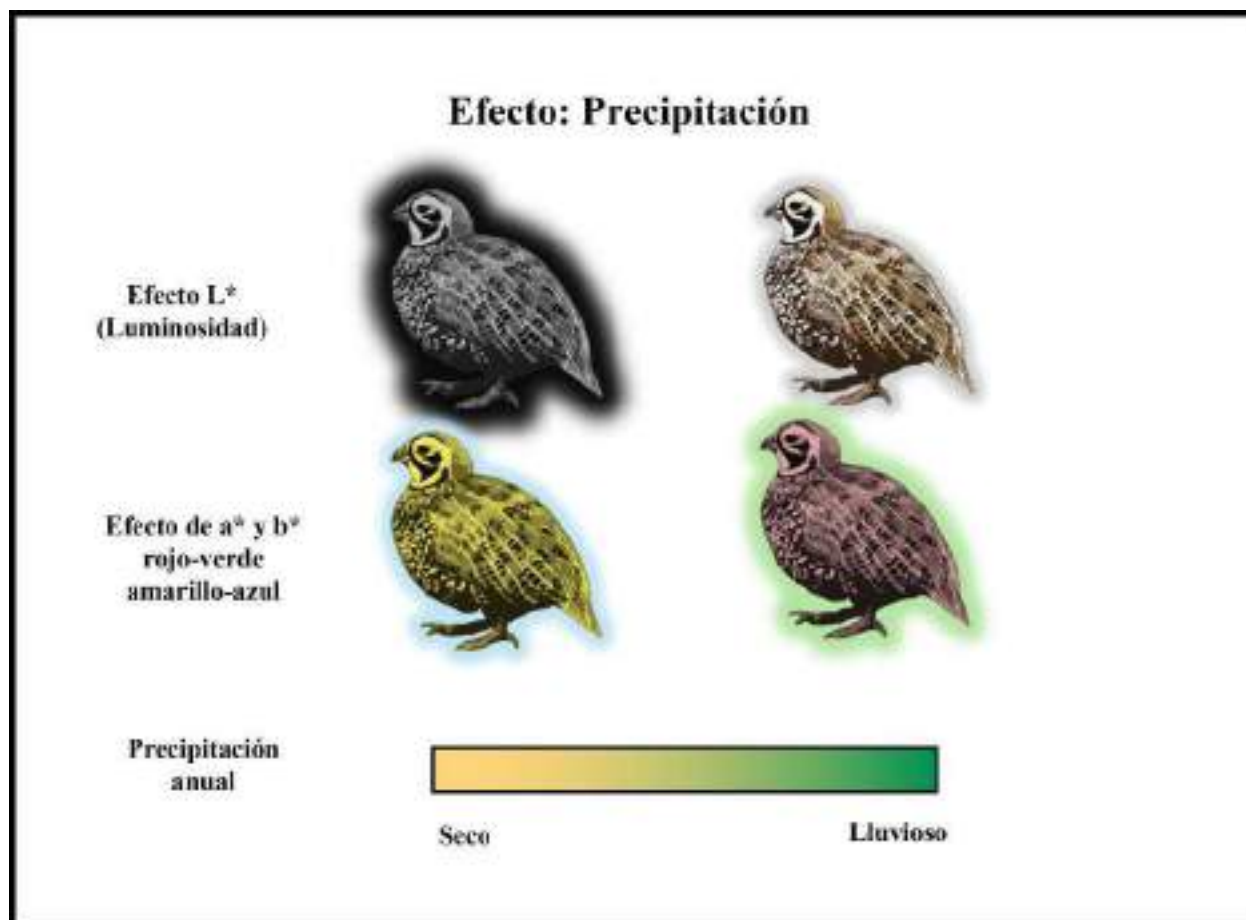 Efecto: Precipitación
Efecto L*
(Luminosidad)
Efecto de a* y b*
rojo-verde
amarillo-azul
Precipitación
anual
Seco
Lluvioso